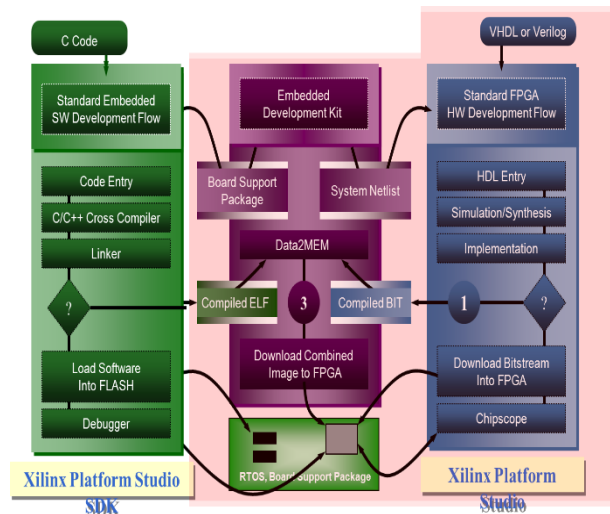 C Code
VHDL or Verilog
Standard Embedded
SW Development Flow
Embedded
Development Kit
Standard FPGA
HW Development Flow
Board Support
Package
System Netlist
Code Entry
C/C++ Cross Compiler
Linker
?
Load Software
Into FLASH
Debugger
Data2MEM
Compiled ELF
3
Compiled BIT
Download Combined
Image to FPGA
RTOS, Board Support Package
HDL Entry
Simulation/Synthesis
Implementation
1
?
Download Bitstream
Into FPGA
Chipscope
Xilinx Platform Studio
SDK
Xilinx Platform
Studio